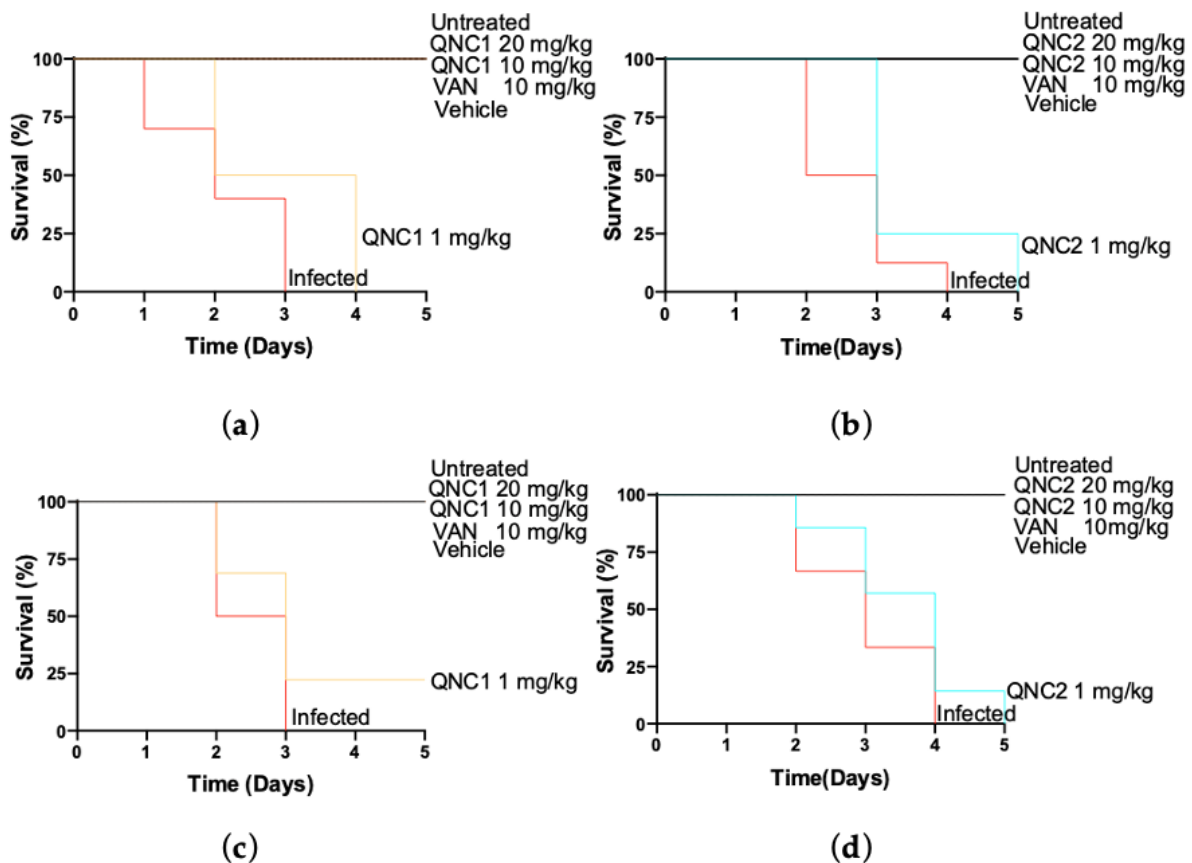 Untreated
QNC1 20 mg/kg
QNC1 10 mg/kg
VAN 10 mg/kg
Vehicle
100
75
50
25
0
Survival (%)
QNC1 1 mg/kg
Infected
0 1 2 3 4 5
Time (Days)
(a)
Untreated
QNC2 20 mg/kg
QNC2 10 mg/kg
VAN 10 mg/kg
Vehicle
100
75
50
25
0
Survival (%)
QNC2 1 mg/kg
Infected
0 1 2 3 4 5
Time(Days)
(b)
Untreated
QNC1 20 mg/kg
QNC1 10 mg/kg
VAN 10 mg/kg
Vehicle
100
75
50
25
0
Survival (%)
QNC1 1 mg/kg
Infected
0 1 2 3 4 5
Time (Days)
(c)
Untreated
QNC2 20 mg/kg
QNC2 10 mg/kg
VAN 10mg/kg
Vehicle
100
75
50
25
0
Survival (%)
QNC2 1 mg/kg
Infected
0 1 2 3 4 5
Time(Days)
(d)